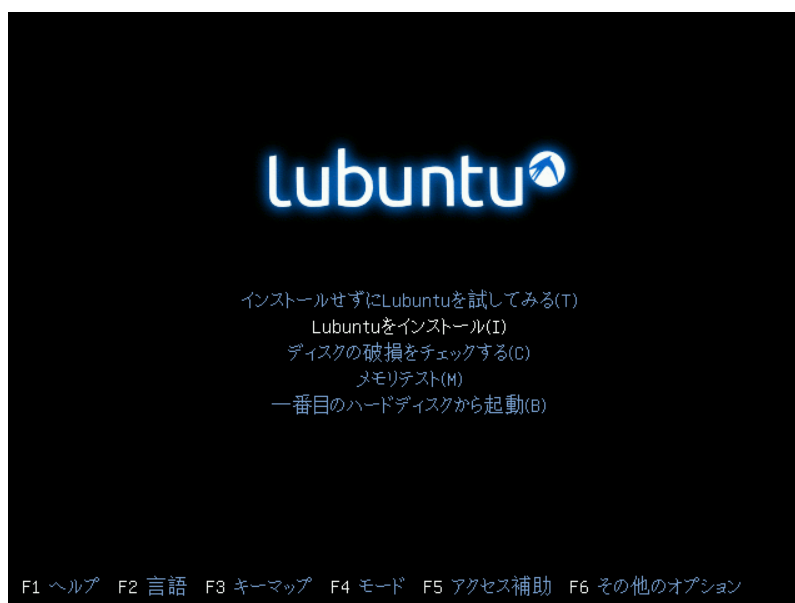 lubuntu
インストールせずにLubuntuを試してみる(T)
Lubuntuをインストール(I)
ディスクの破損をチェックする(C)
メモリテスト(M)
一番目のハードディスクから起動(B)
F1 ヘルプ F2 言語 F3 キーマップ F4 モード F5 アクセス補助 F6 その他のオプション